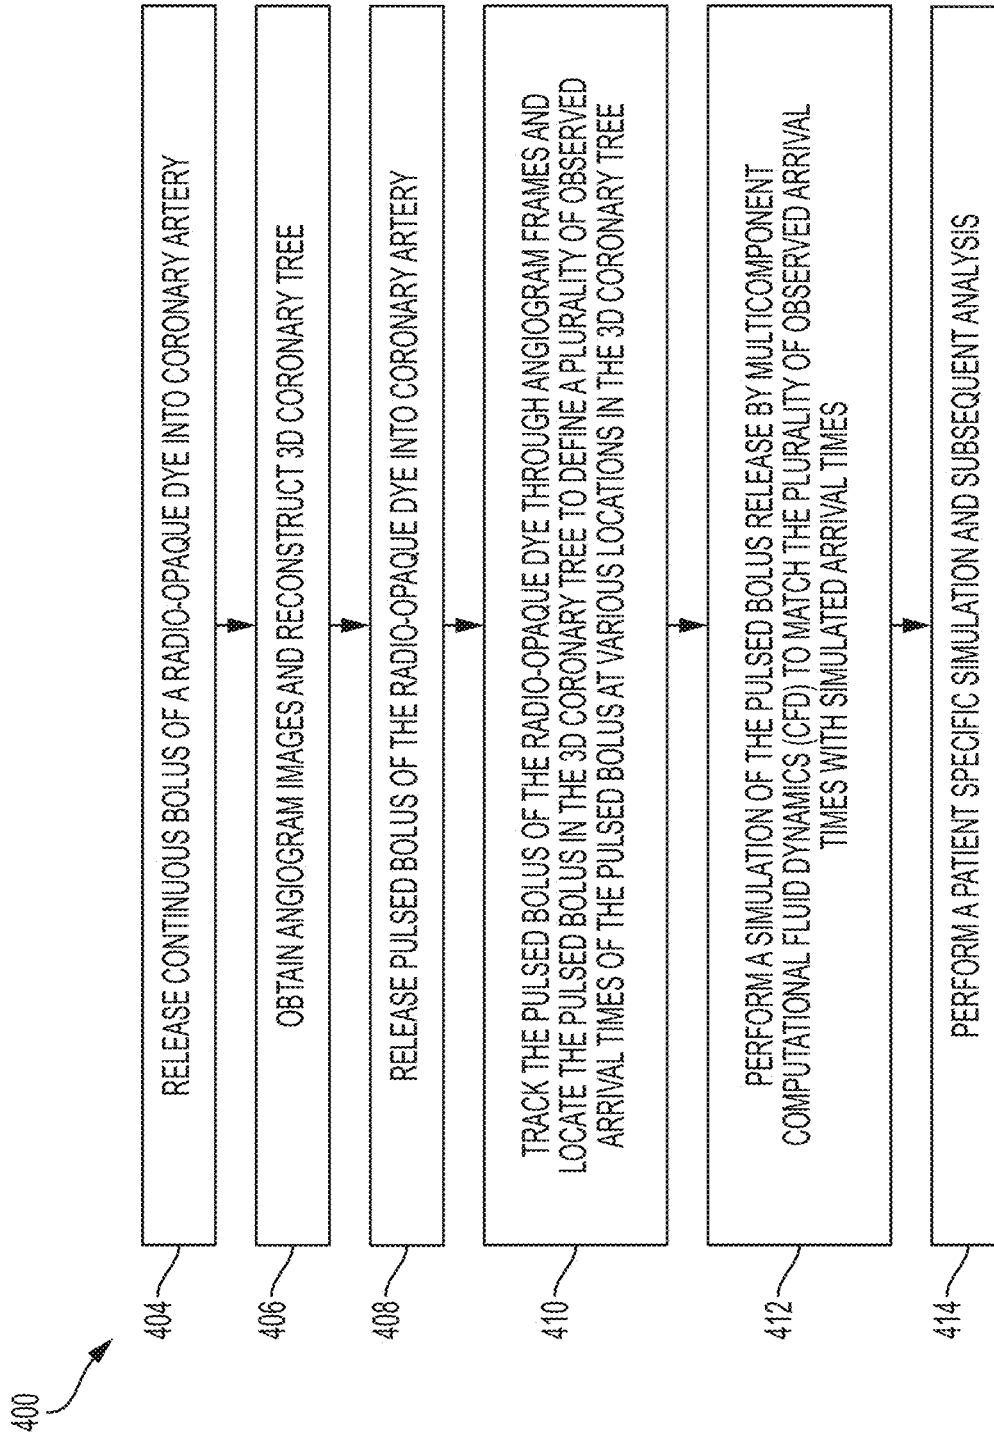 400
404
RELEASE CONTINUOUS BOLUS OF A RADIO-OPAQUE DYE INTO CORONARY ARTERY
406
OBTAIN ANGIOGRAM IMAGES AND RECONSTRUCT 3D CORONARY TREE
408
RELEASE PULSED BOLUS OF THE RADIO-OPAQUE DYE INTO CORONARY ARTERY
410
TRACK THE PULSED BOLUS OF THE RADIO-OPAQUE DYE THROUGH ANGIOGRAM FRAMES AND
LOCATE THE PULSED BOLUS IN THE 3D CORONARY TREE TO DEFINE A PLURALITY OF OBSERVED
ARRIVAL TIMES OF THE PULSED BOLUS AT VARIOUS LOCATIONS IN THE 3D CORONARY TREE
412
PERFORM A SIMULATION OF THE PULSED BOLUS RELEASE BY MULTICOMPONENT
COMPUTATIONAL FLUID DYNAMICS (CFD) TO MATCH THE PLURALITY OF OBSERVED ARRIVAL
TIMES WITH SIMULATED ARRIVAL TIMES
414
PERFORM A PATIENT SPECIFIC SIMULATION AND SUBSEQUENT ANALYSIS